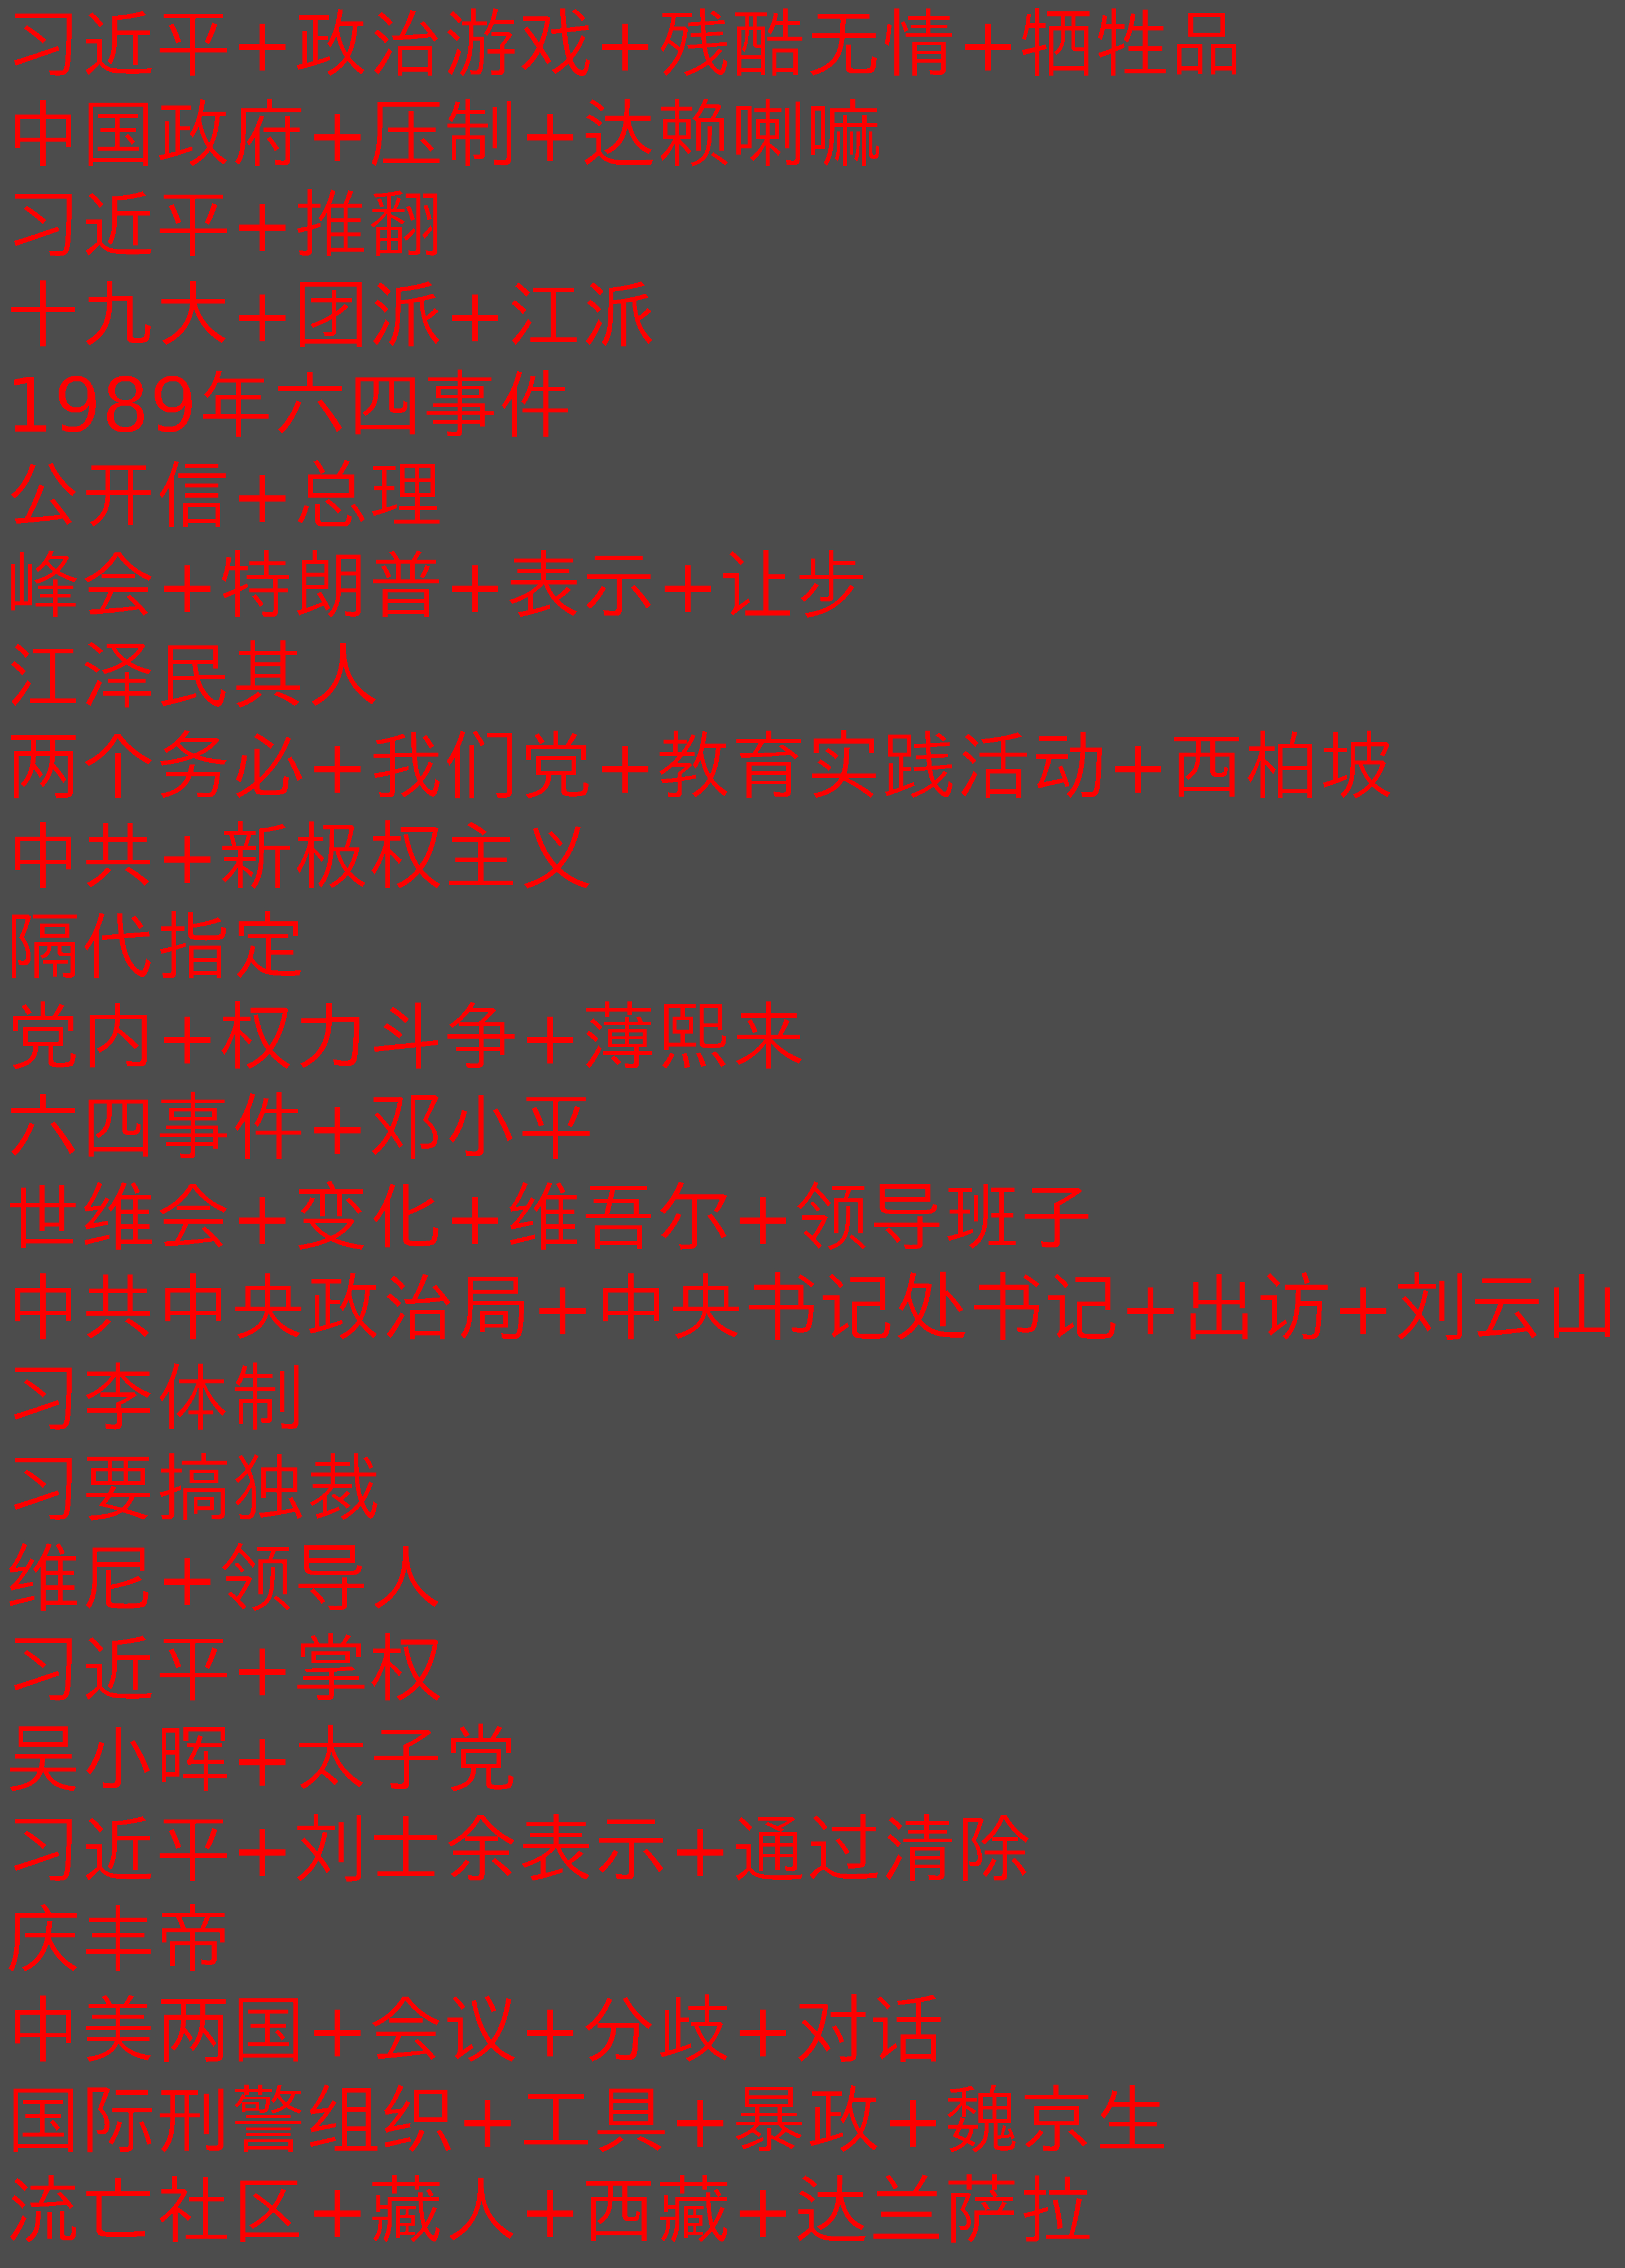 习近平+政治游戏+残酷无情+牺牲品
中国政府+压制+达赖喇嘛
习近平+推翻
十九大+团派+江派
1989年六四事件
公开信+总理
峰会+特朗普+表示+让步
江泽民其人
两个务必+我们党+教育实践活动+西柏坡
中共+新极权主义
隔代指定
党内+权力斗争+薄熙来
六四事件+邓小平
世维会+变化+维吾尔+领导班子
中共中央政治局+中央书记处书记+出访+刘云山
习李体制
习要搞独裁
维尼+领导人
习近平+掌权
吴小晖+太子党
习近平+刘士余表示+通过清除
庆丰帝
中美两国+会议+分歧+对话
国际刑警组织+工具+暴政+魏京生
流亡社区+藏人+西藏+达兰萨拉